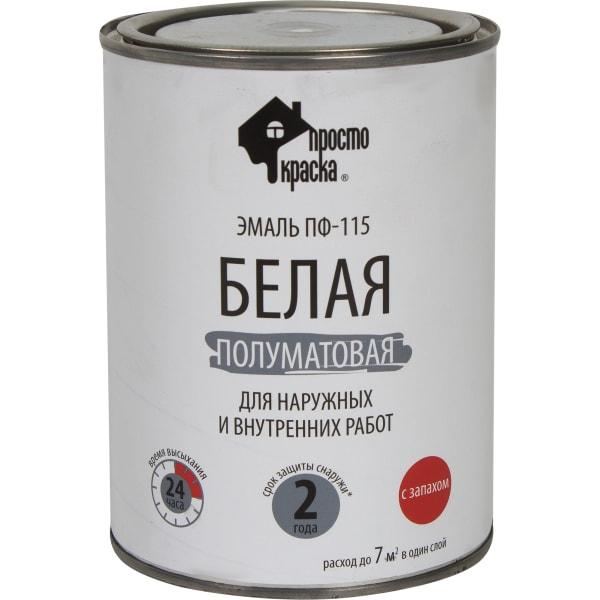 просто
краска ®
ЭМАЛЬ ПФ-115
БЕЛАЯ
ПОЛУМАТОВАЯ
ДЛЯ НАРУЖНЫХ
И ВНУТРЕННИХ РАБОТ
время высыхания
24
часа
срок защиты снаружи*
2
года
с запахом
расход до 7 м² в один слой